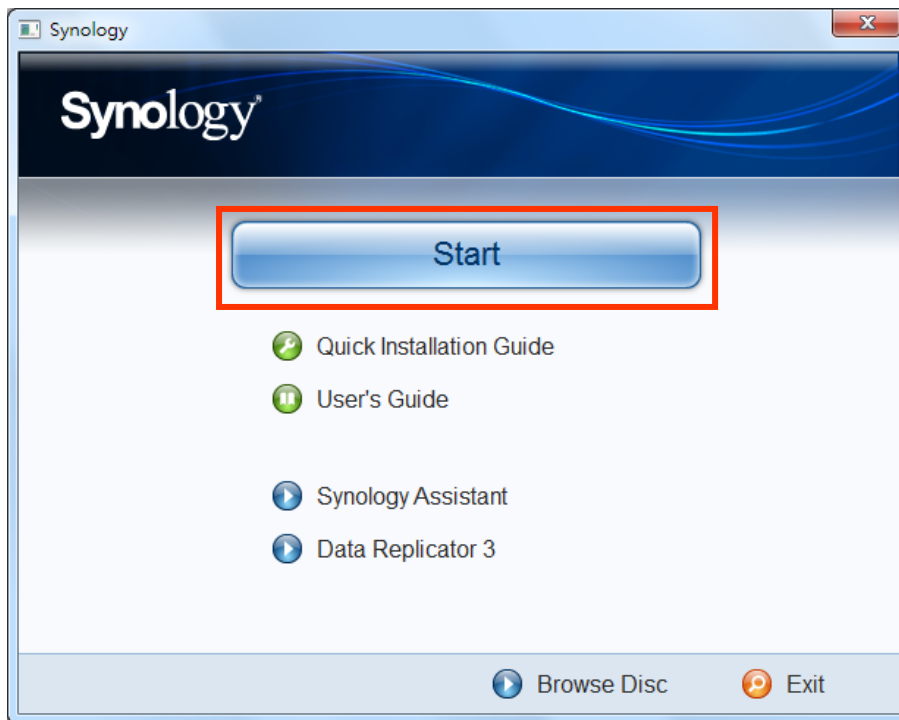 Synology
Synology
Start
Quick Installation Guide
User's Guide
Synology Assistant
Data Replicator 3
Browse Disc
Exit